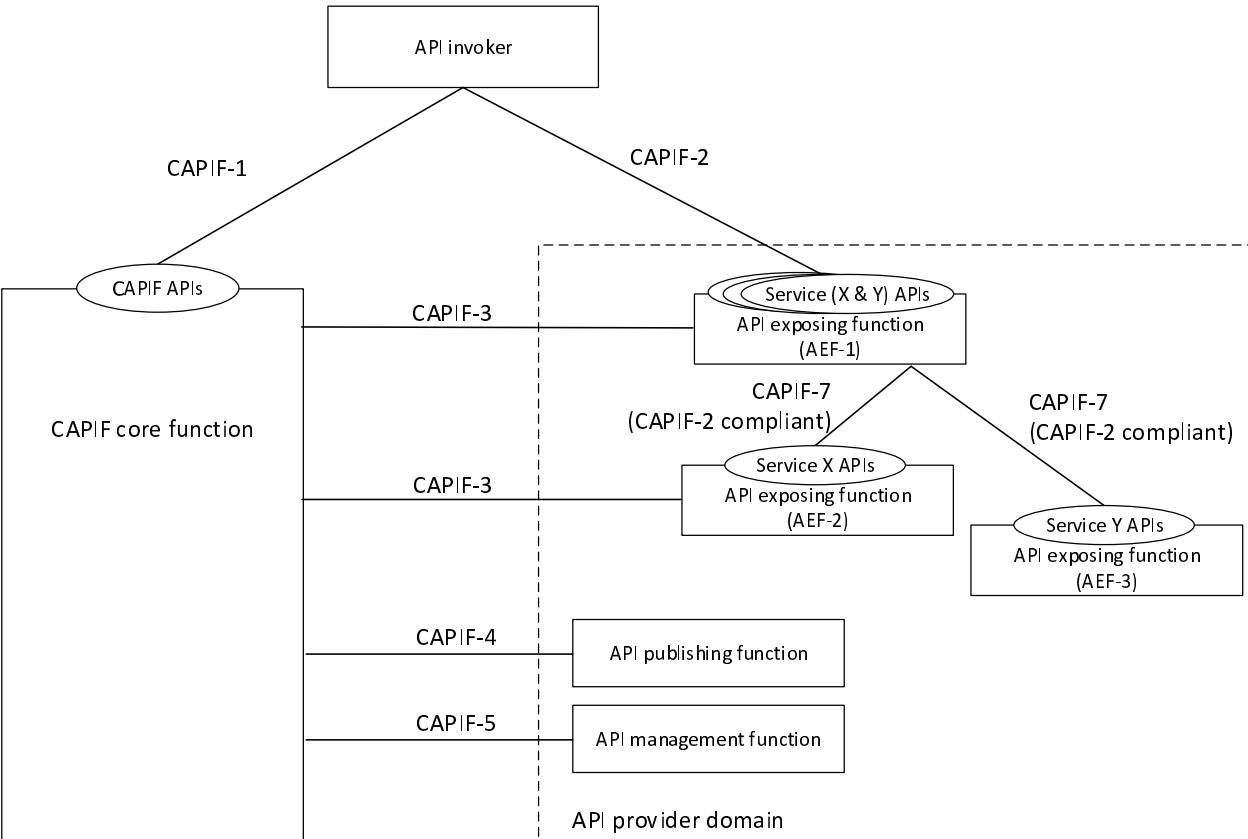 API invoker
CAPIF-1
CAPIF-2
CAPIF APIs
Service (X & Y) APIs
CAPIF-3
API exposing function
(AEF-1)
CAPIF-7
(CAPIF-2 compliant)
CAPIF-7
(CAPIF-2 compliant)
CAPIF core function
Service X APIs
CAPIF-3
API exposing function
(AEF-2)
Service Y APIs
API exposing function
(AEF-3)
CAPIF-4
API publishing function
CAPIF-5
API management function
API provider domain